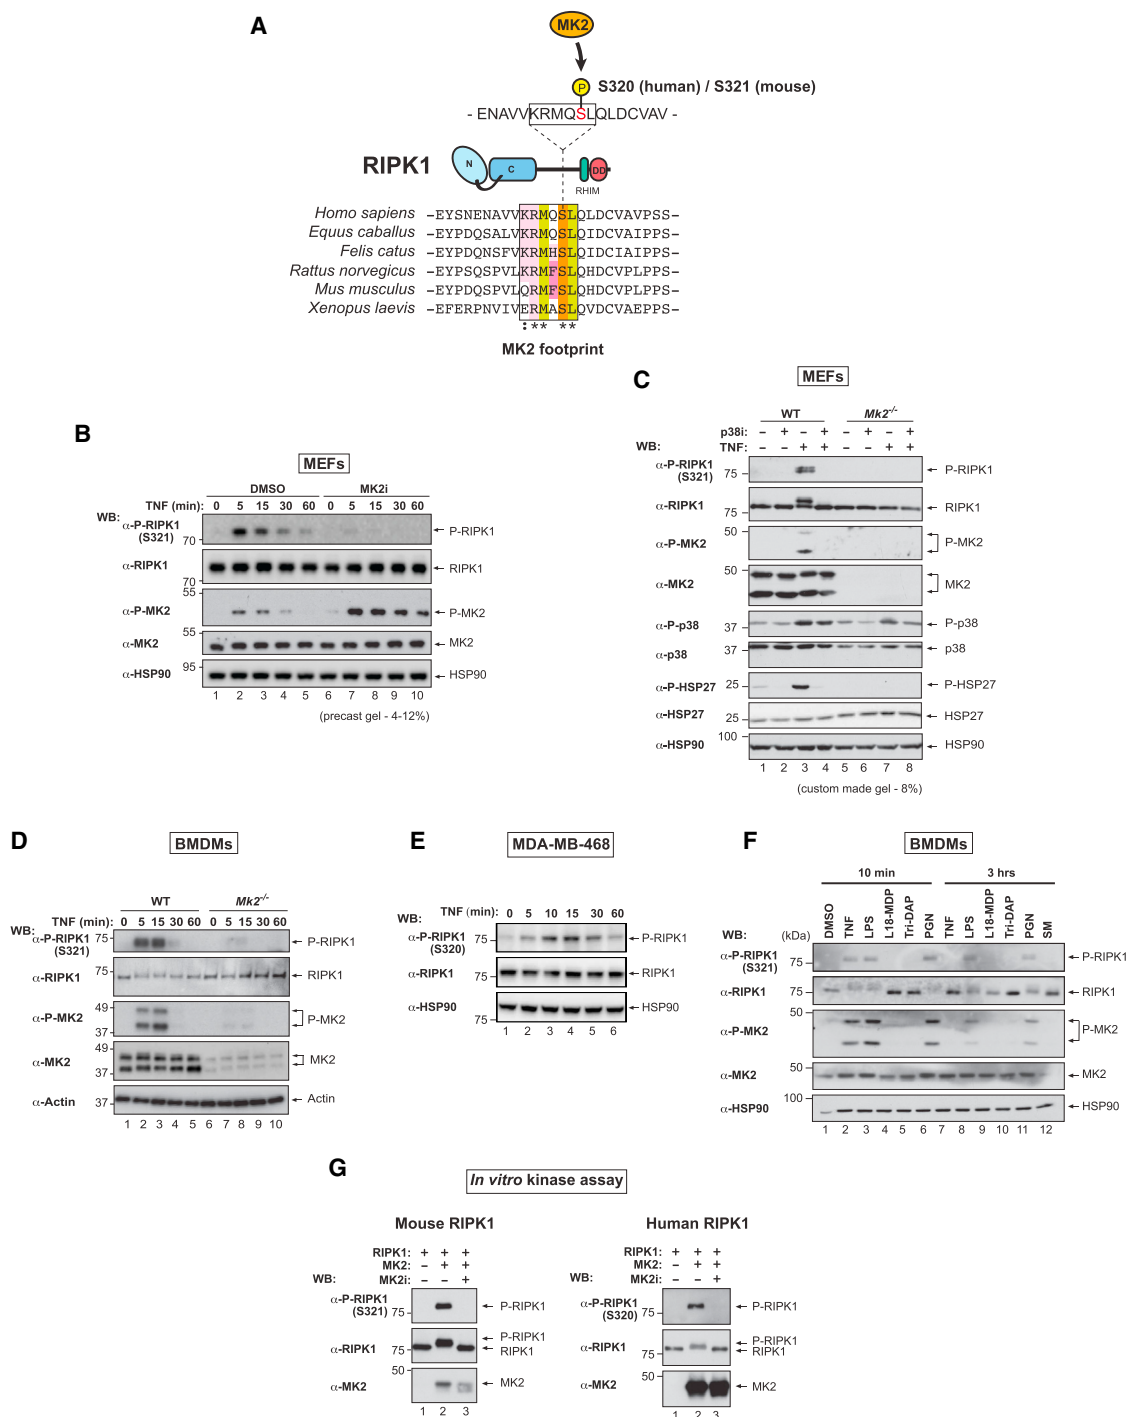 A
MK2
P
S320 (human) / S321 (mouse)
- ENAVVKRMQSLQLDCVAV -
RIPK1
N
C
DD
RHIM
Homo sapiens –EYSNENAVVKRMQSLQLDCVAVPSS–
Equus caballus –EYPDQSALVKRMQSLQIDCVAIPPS–
Felis catus –EYPDQNSFVKRMHSLQIDCIAIPPS–
Rattus norvegicus –EYPSQSPVLKRMFSLQHDCVPLPPS–
Mus musculus –EYPDQSPVLQRMFSLQHDCVPLPPS–
Xenopus laevis –EFERPNVIVERMASLQVDCVAEPPS–
: ** **
MK2 footprint
B
MEFs
DMSO MK2i
TNF (min): 0 5 15 30 60 0 5 15 30 60
WB:
α-P-RIPK1 (S321) 70 P-RIPK1
α-RIPK1 70 RIPK1
α-P-MK2 55 P-MK2
α-MK2 55 MK2
α-HSP90 95 HSP90
1 2 3 4 5 6 7 8 9 10
(precast gel - 4-12%)
C
MEFs
WT Mk2-/-
p38i: – + – + – + – +
TNF: – – + + – – + +
WB:
α-P-RIPK1 (S321) 75 P-RIPK1
α-RIPK1 75 RIPK1
α-P-MK2 50 P-MK2
α-MK2 50 MK2
α-P-p38 37 P-p38
α-p38 37 p38
α-P-HSP27 25 P-HSP27
α-HSP27 25 HSP27
α-HSP90 100 HSP90
1 2 3 4 5 6 7 8
(custom made gel - 8%)
D
BMDMs
WT Mk2-/-
TNF (min): 0 5 15 30 60 0 5 15 30 60
WB:
α-P-RIPK1 (S321) 75 P-RIPK1
α-RIPK1 75 RIPK1
α-P-MK2 49 37 P-MK2
α-MK2 49 37 MK2
α-Actin 37 Actin
1 2 3 4 5 6 7 8 9 10
E
MDA-MB-468
TNF (min): 0 5 10 15 30 60
WB:
α-P-RIPK1 (S320) 75 P-RIPK1
α-RIPK1 75 RIPK1
α-HSP90 75 HSP90
1 2 3 4 5 6
F
BMDMs
10 min 3 hrs
DMSO TNF LPS L18-MDP Tri-DAP PGN TNF LPS L18-MDP Tri-DAP PGN SM
WB: (kDa)
α-P-RIPK1 (S321) 75 P-RIPK1
α-RIPK1 75 RIPK1
α-P-MK2 50 P-MK2
α-MK2 50 MK2
α-HSP90 100 HSP90
1 2 3 4 5 6 7 8 9 10 11 12
G
In vitro kinase assay
Mouse RIPK1
RIPK1: + + +
MK2: – + +
WB: MK2i: – – +
α-P-RIPK1 (S321) 75 P-RIPK1
α-RIPK1 75 P-RIPK1 RIPK1
α-MK2 50 MK2
1 2 3
Human RIPK1
RIPK1: + + +
MK2: – + +
WB: MK2i: – – +
α-P-RIPK1 (S320) 75 P-RIPK1
α-RIPK1 75 P-RIPK1 RIPK1
α-MK2 50 MK2
1 2 3